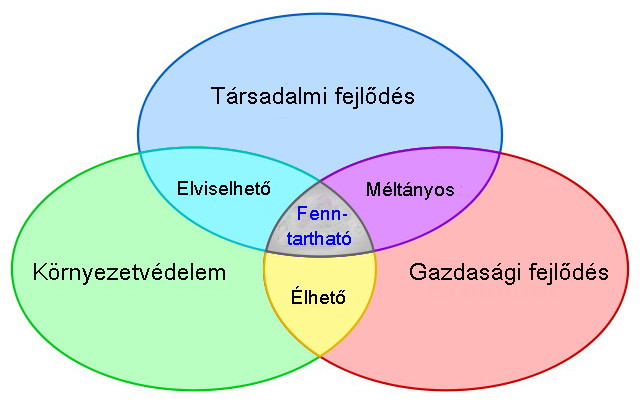 Társadalmi fejlődés
Elviselhető
Méltányos
Fenn-
tartható
Környezetvédelem
Gazdasági fejlődés
Élhető